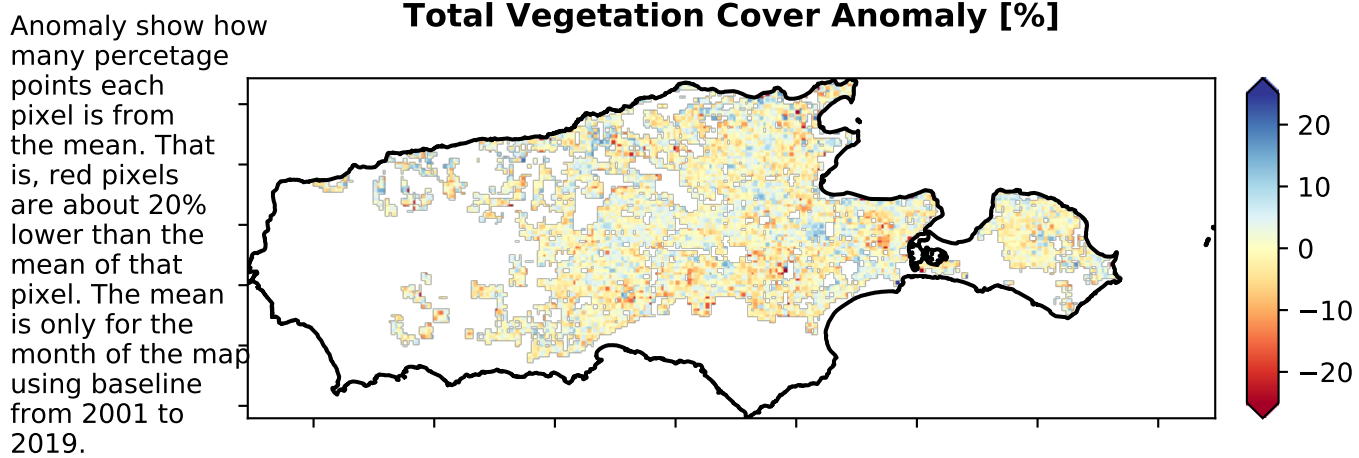 Total Vegetation Cover Anomaly [%]
Anomaly show how
many percetage
points each
pixel is from
the mean. That
is, red pixels
are about 20%
lower than the
mean of that
pixel. The mean
is only for the
month of the map
using baseline
from 2001 to
2019.
20
10
0
−10
−20